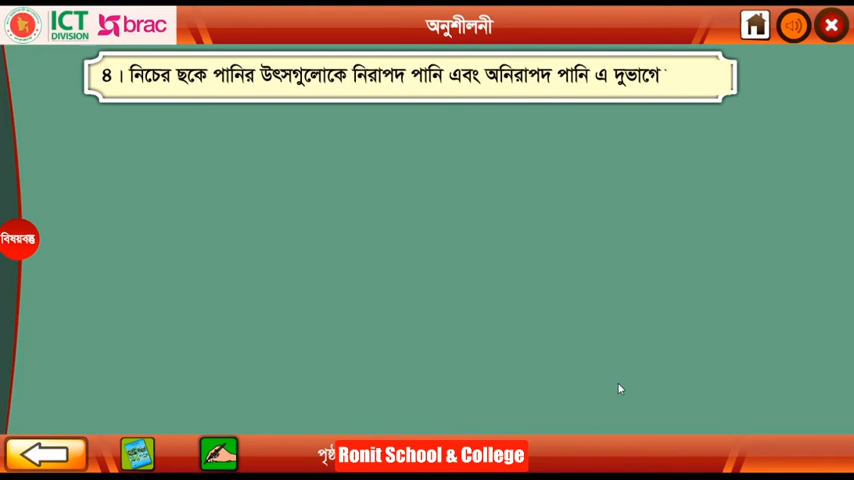 ICT
DIVISION
brac
অনুশীলনী
৪। নিচের ছকে পানির উৎসগুলোকে নিরাপদ পানি এবং অনিরাপদ পানি এ দুভাগে
বিষয়বস্তু
পৃষ্ঠ
Ronit School & College